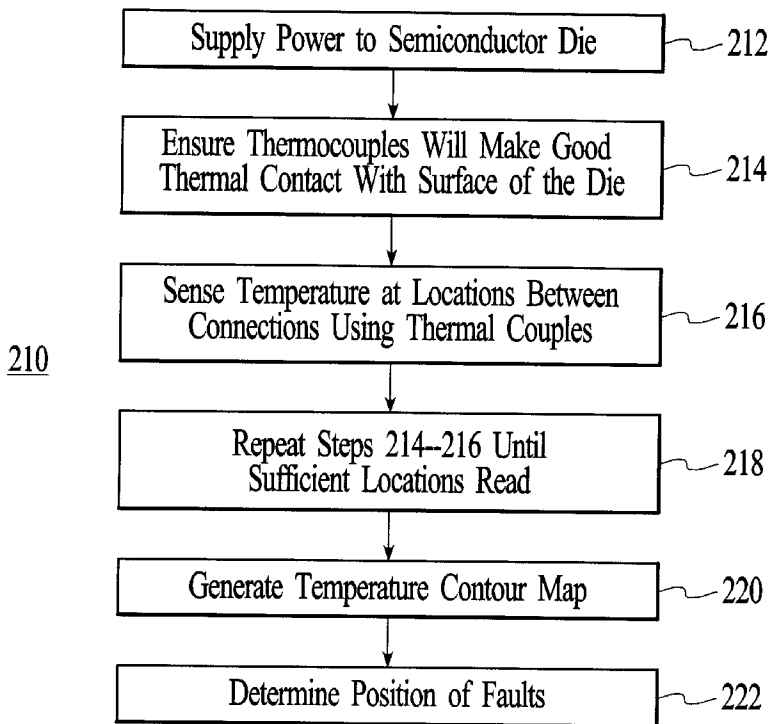 Supply Power to Semiconductor Die
212
Ensure Thermocouples Will Make Good
Thermal Contact With Surface of the Die
214
Sense Temperature at Locations Between
Connections Using Thermal Couples
216
210
Repeat Steps 214--216 Until
Sufficient Locations Read
218
Generate Temperature Contour Map
220
Determine Position of Faults
222